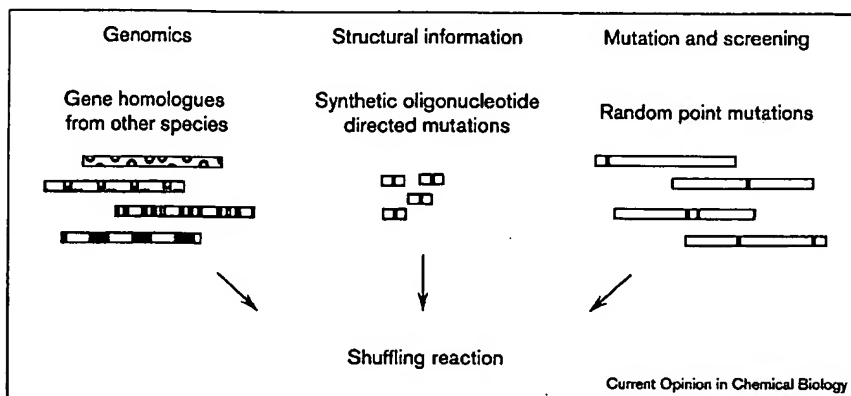 Genomics
Structural information
Mutation and screening
Gene homologues
from other species
Synthetic oligonucleotide
directed mutations
Random point mutations
Shuffling reaction
Current Opinion in Chemical Biology